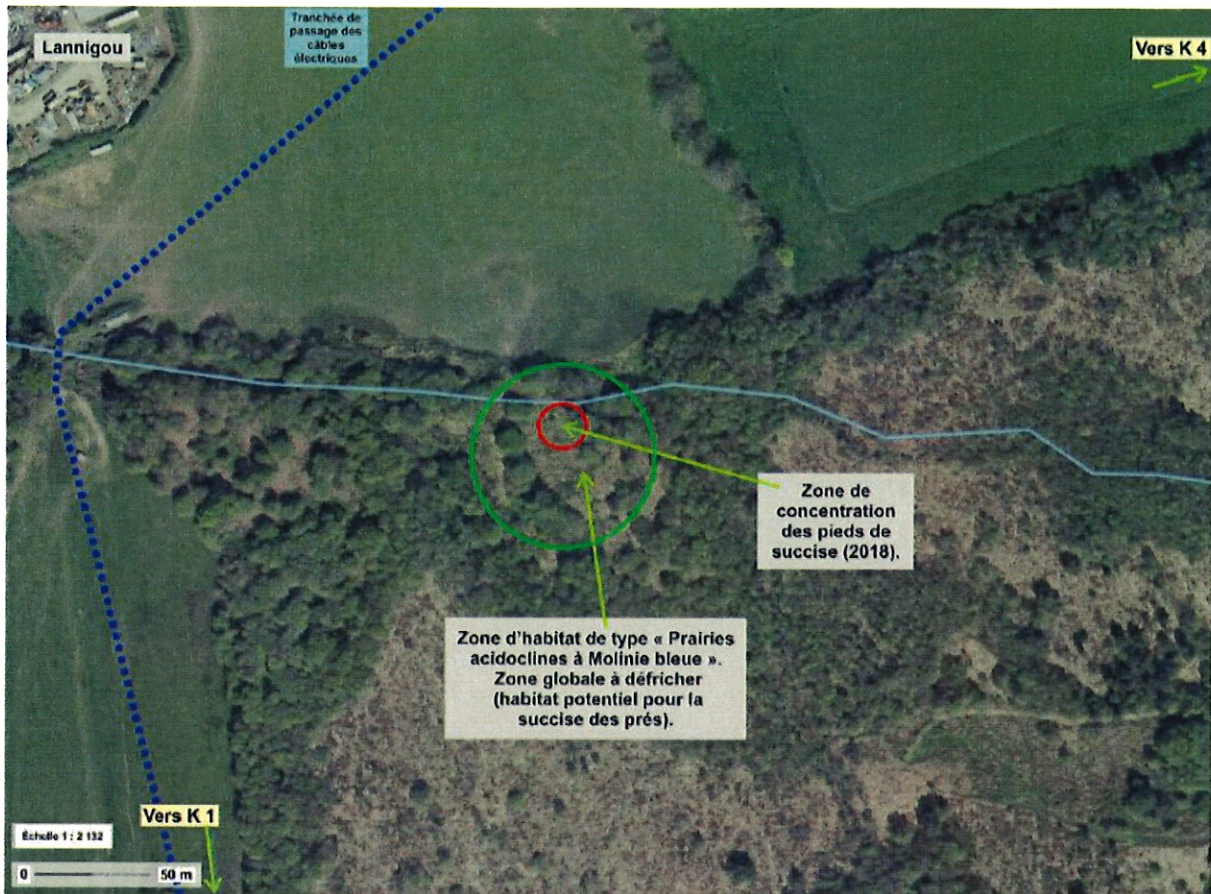 Lannigou
Tranchée de
passage des
câbles
électriques
Vers K 4
Zone de
concentration
des pieds de
succise (2018).
Zone d'habitat de type « Prairies
acidoclines à Molinie bleue ».
Zone globale à défricher
(habitat potentiel pour la
succise des prés).
Vers K 1
Échelle 1 : 2 132
0 50 m